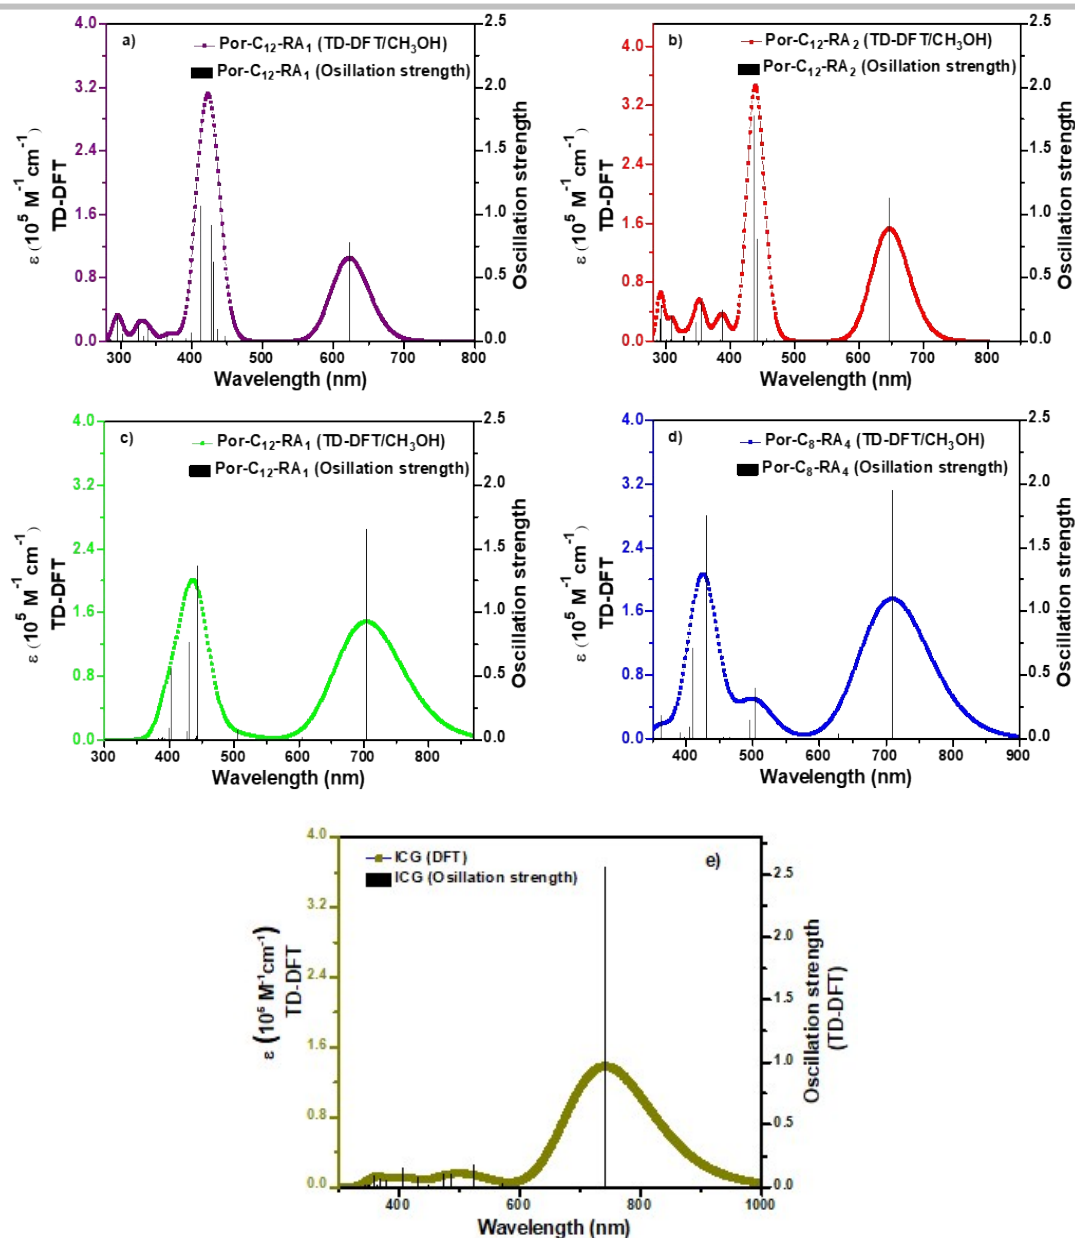 a)
Por-C12-RA1 (TD-DFT/CH3OH)
Por-C12-RA1 (Osillation strength)
4.0
3.2
2.4
1.6
0.8
0.0
ε (10^5 M^-1 cm^-1)
TD-DFT
2.5
2.0
1.5
1.0
0.5
0.0
Oscillation strength
300 400 500 600 700 800
Wavelength (nm)
b)
Por-C12-RA2 (TD-DFT/CH3OH)
Por-C12-RA2 (Osillation strength)
4.0
3.2
2.4
1.6
0.8
0.0
ε (10^5 M^-1 cm^-1)
TD-DFT
2.5
2.0
1.5
1.0
0.5
0.0
Oscillation strength
300 400 500 600 700 800
Wavelength (nm)
c)
Por-C12-RA1 (TD-DFT/CH3OH)
Por-C12-RA1 (Osillation strength)
4.0
3.2
2.4
1.6
0.8
0.0
ε (10^5 M^-1 cm^-1)
TD-DFT
2.5
2.0
1.5
1.0
0.5
0.0
Oscillation strength
300 400 500 600 700 800
Wavelength (nm)
d)
Por-C8-RA4 (TD-DFT/CH3OH)
Por-C8-RA4 (Osillation strength)
4.0
3.2
2.4
1.6
0.8
0.0
ε (10^5 M^-1 cm^-1)
TD-DFT
2.5
2.0
1.5
1.0
0.5
0.0
Oscillation strength
400 500 600 700 800 900
Wavelength (nm)
e)
ICG (DFT)
ICG (Osillation strength)
4.0
3.2
2.4
1.6
0.8
0.0
ε (10^5 M^-1 cm^-1)
TD-DFT
2.5
2.0
1.5
1.0
0.5
0.0
Oscillation strength
(TD-DFT)
400 600 800 1000
Wavelength (nm)